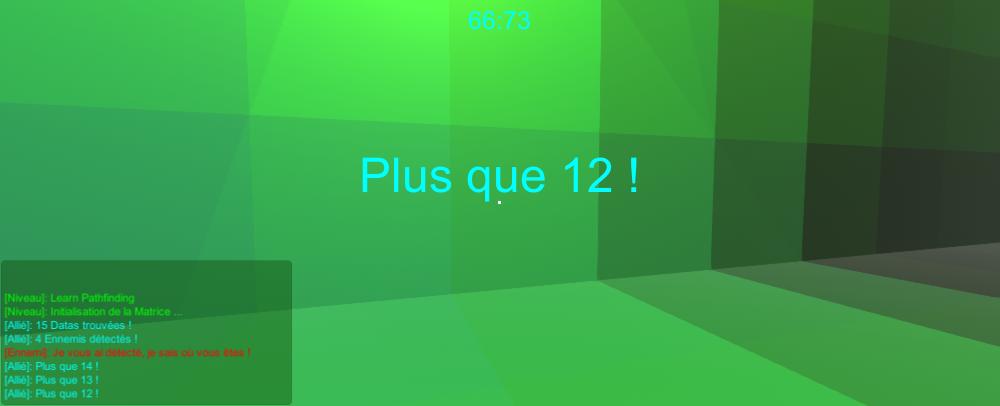 66:73
Plus que 12 !
[Niveau]: Learn Pathfinding
[Niveau]: Initialisation de la Matrice ...
[Allié]: 15 Datas trouvées !
[Allié]: 4 Ennemis détectés !
[Ennemi]: Je vous ai détecté, je sais où vous êtes !
[Allié]: Plus que 14 !
[Allié]: Plus que 13 !
[Allié]: Plus que 12 !